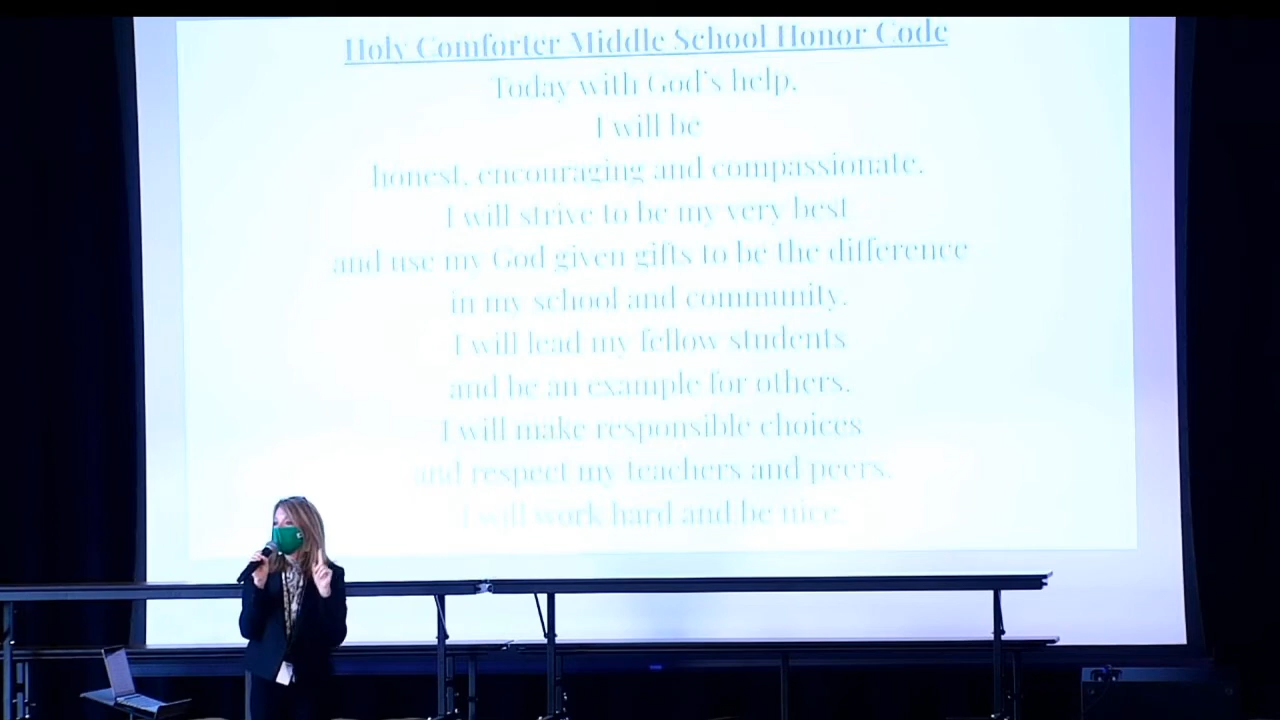 Holy Comforter Middle School Honor Code
Today with God's help,
I will be
honest, encouraging and compassionate.
I will strive to be my very best
and use my God given gifts to be the difference
in my school and community.
I will lead my fellow students
and be an example for others.
I will make responsible choices
and respect my teachers and peers.
I will work hard and be nice.